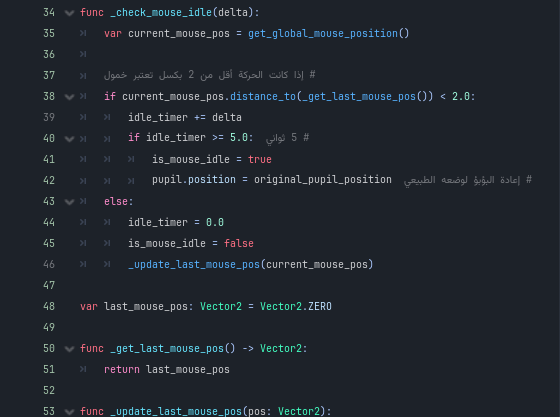 34 func _check_mouse_idle(delta):
35 var current_mouse_pos = get_global_mouse_position()
36
37 # إذا كانت الحركة أقل من 2 بكسل تعتبر خمول
38 if current_mouse_pos.distance_to(_get_last_mouse_pos()) < 2.0:
39 idle_timer += delta
40 if idle_timer >= 5.0: # 5 ثواني
41 is_mouse_idle = true
42 pupil.position = original_pupil_position # إعادة البؤبؤ لوضعه الطبيعي
43 else:
44 idle_timer = 0.0
45 is_mouse_idle = false
46 _update_last_mouse_pos(current_mouse_pos)
47
48 var last_mouse_pos: Vector2 = Vector2.ZERO
49
50 func _get_last_mouse_pos() -> Vector2:
51 return last_mouse_pos
52
53 func _update_last_mouse_pos(pos: Vector2):